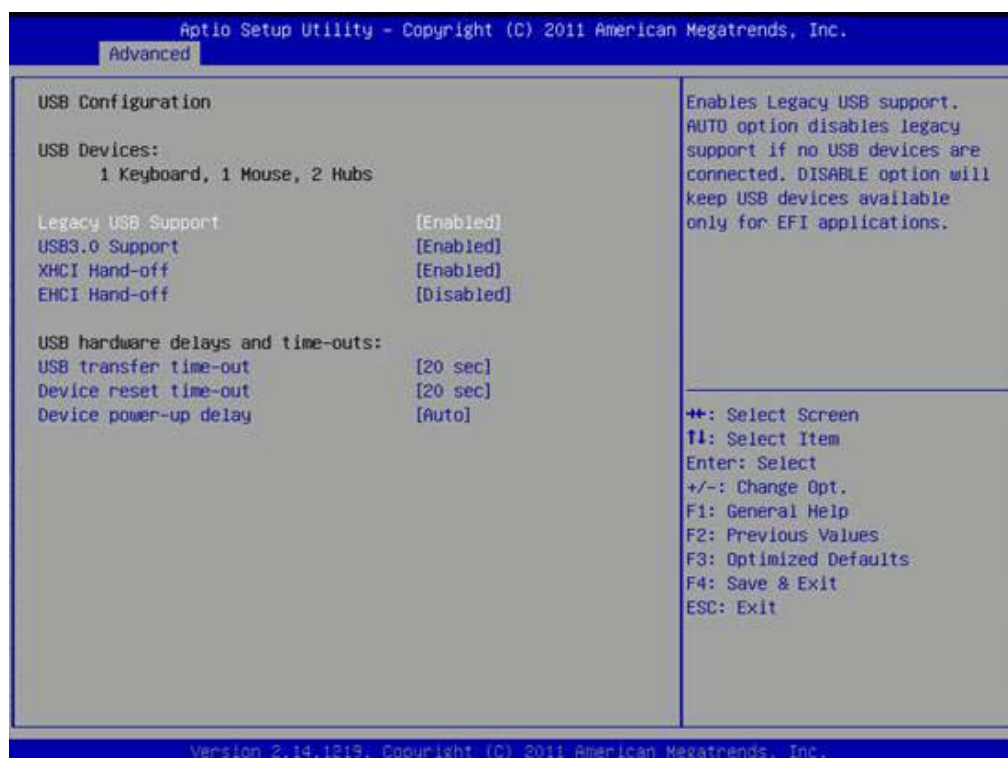 Aptio Setup Utility - Copyright (C) 2011 American Megatrends, Inc.
Advanced
USB Configuration
USB Devices:
1 Keyboard, 1 Mouse, 2 Hubs
Legacy USB Support [Enabled]
USB3.0 Support [Enabled]
XHCI Hand-off [Enabled]
EHCI Hand-off [Disabled]
USB hardware delays and time-outs:
USB transfer time-out [20 sec]
Device reset time-out [20 sec]
Device power-up delay [Auto]
Enables Legacy USB support.
AUTO option disables legacy
support if no USB devices are
connected. DISABLE option will
keep USB devices available
only for EFI applications.
→←: Select Screen
↑↓: Select Item
Enter: Select
+/-: Change Opt.
F1: General Help
F2: Previous Values
F3: Optimized Defaults
F4: Save & Exit
ESC: Exit
Version 2.14.1219. Copyright (C) 2011 American Megatrends, Inc.